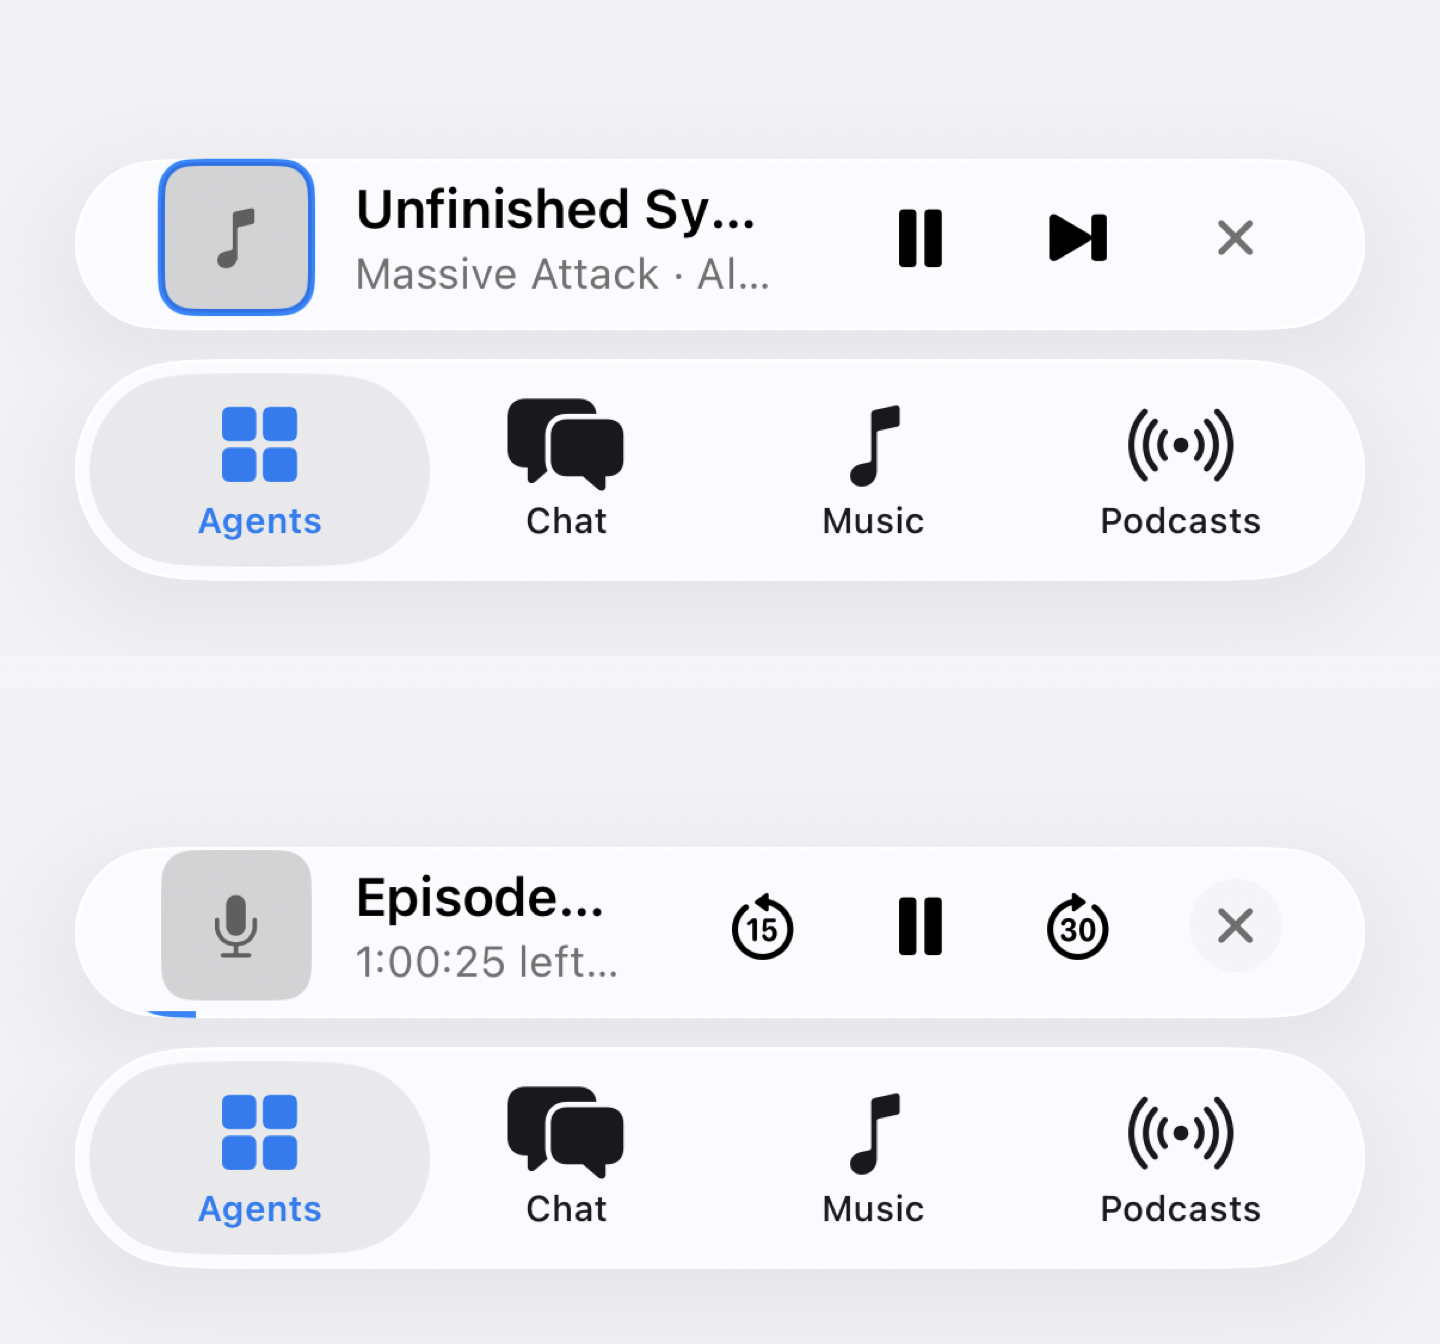 Unfinished Sy...
Massive Attack · Al...
Agents
Chat
Music
Podcasts
Episode...
15
30
1:00:25 left...
Agents
Chat
Music
Podcasts